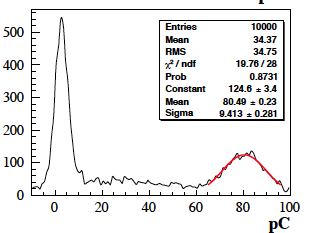 Entries 10000
Mean 34.37
RMS 34.75
χ² / ndf 19.76 / 28
Prob 0.8731
Constant 124.6 ± 3.4
Mean 80.49 ± 0.23
Sigma 9.413 ± 0.281
500
400
300
200
100
0
0 20 40 60 80 100
pC